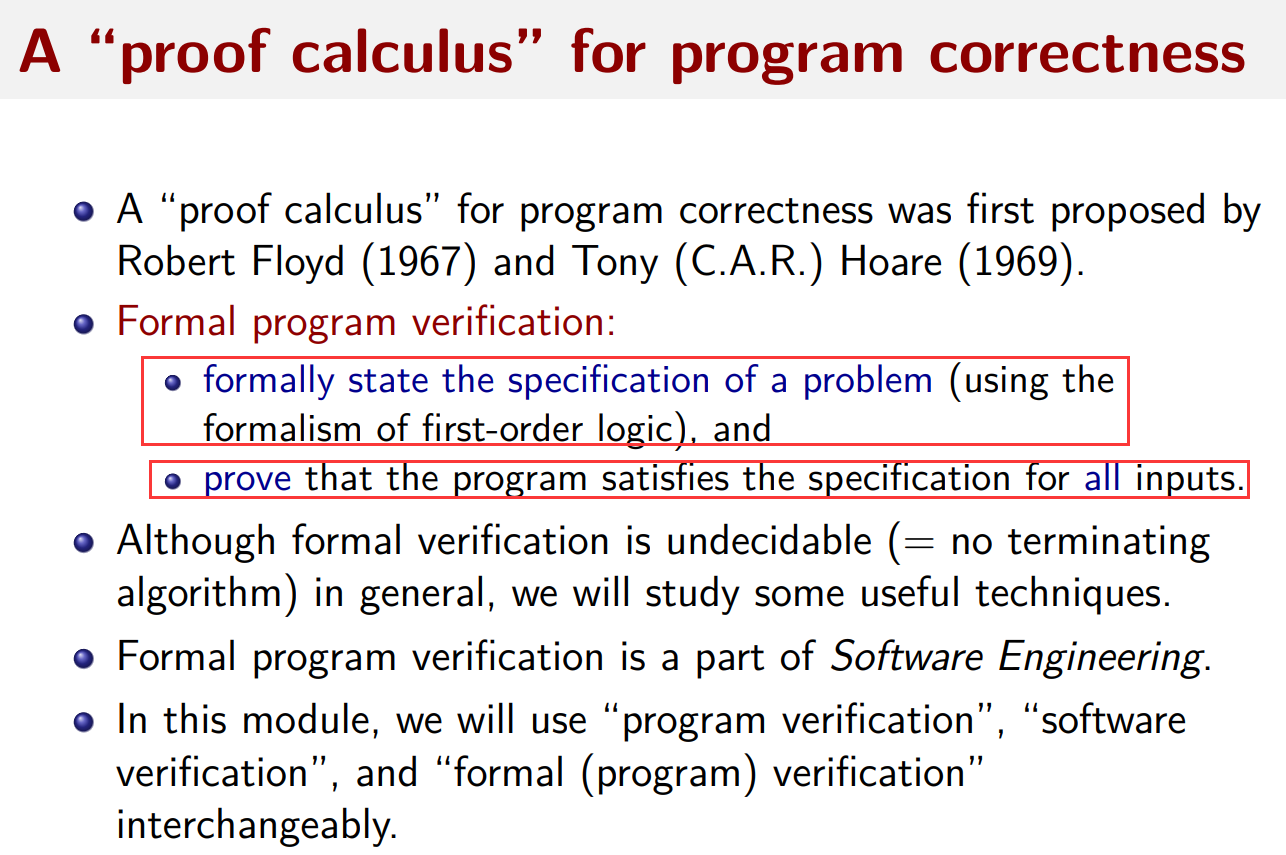 A “proof calculus” for program correctness
A “proof calculus” for program correctness was first proposed by
Robert Floyd (1967) and Tony (C.A.R.) Hoare (1969).
Formal program verification:
formally state the specification of a problem (using the
formalism of first-order logic), and
prove that the program satisfies the specification for all inputs.
Although formal verification is undecidable (= no terminating
algorithm) in general, we will study some useful techniques.
Formal program verification is a part of Software Engineering.
In this module, we will use “program verification”, “software
verification”, and “formal (program) verification”
interchangeably.